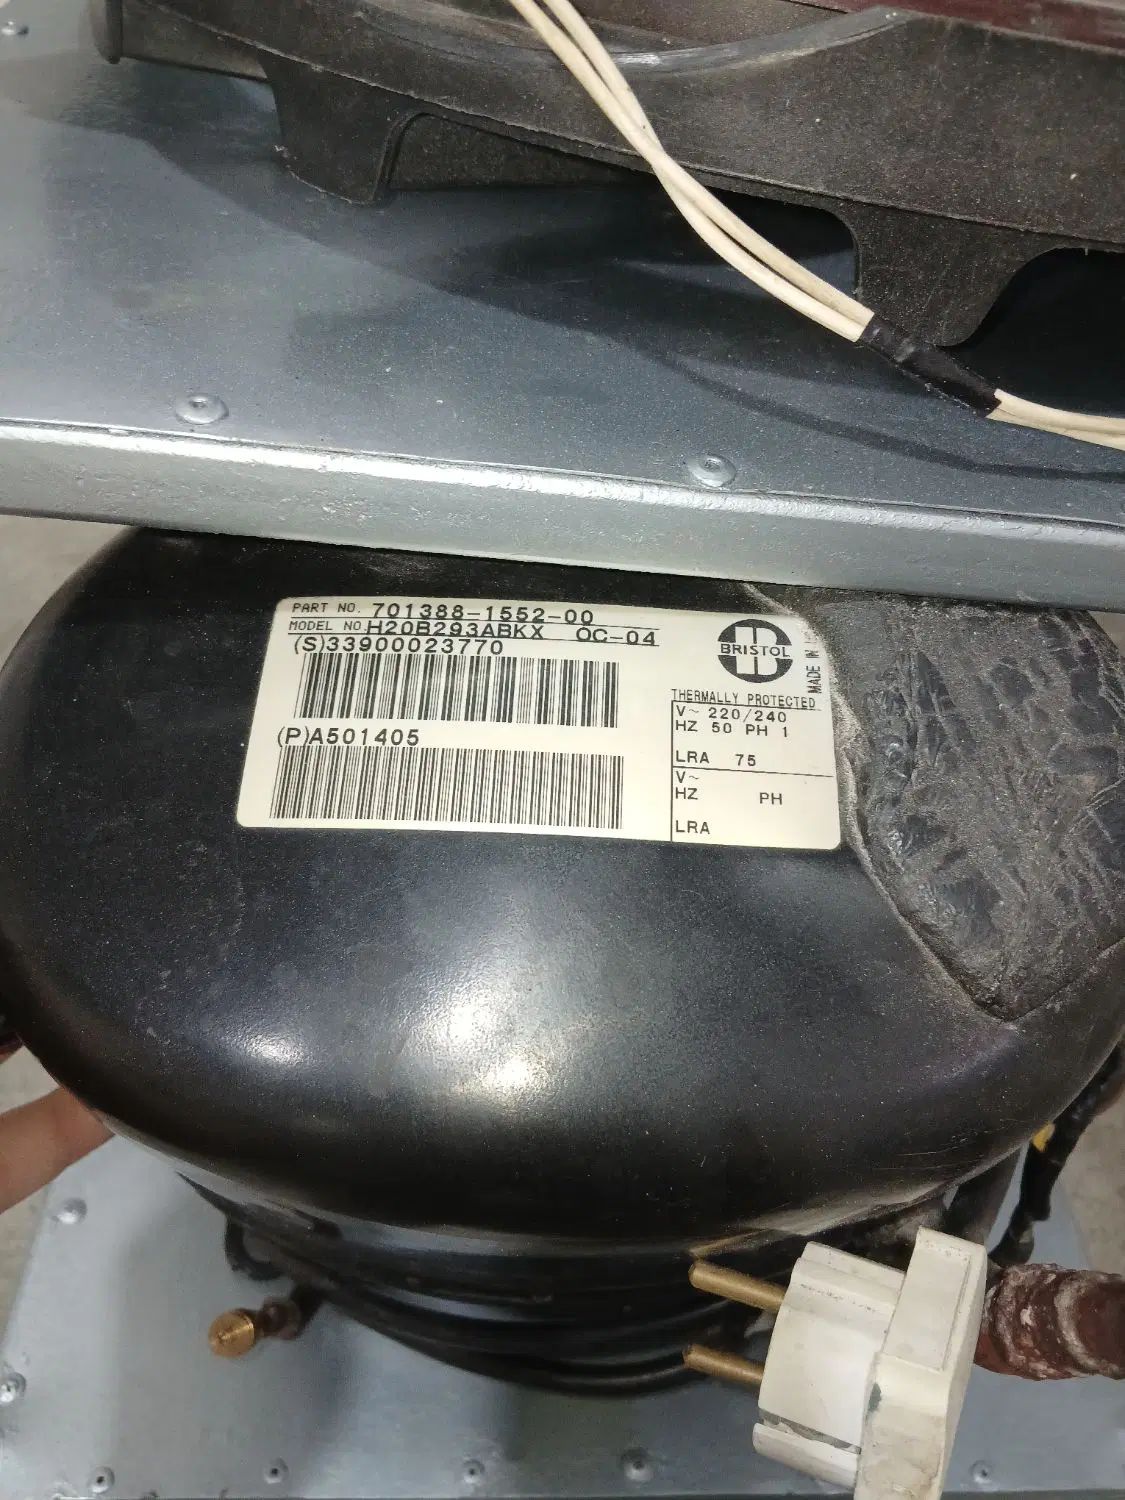 PART NO. 701388-1552-00
MODEL NO. H20B293ABKX QC-04
(S)33900023770
(P)A501405
BRISTOL
MADE IN
THERMALLY PROTECTED
V~ 220/240
HZ 50 PH 1
LRA 75
V~
HZ PH
LRA